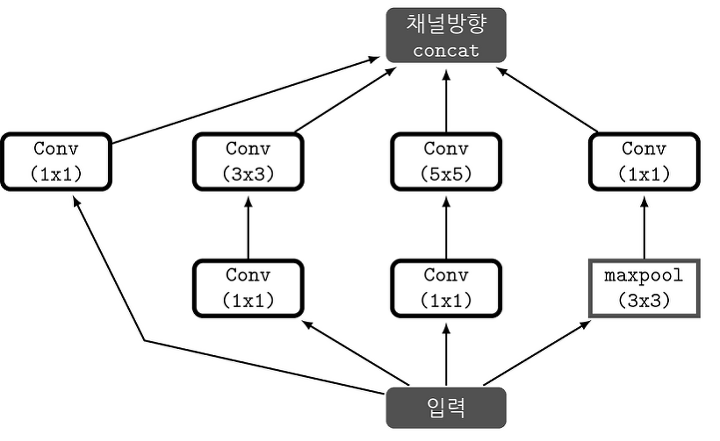 채널방향
concat
Conv
(1x1)
Conv
(3x3)
Conv
(5x5)
Conv
(1x1)
Conv
(1x1)
Conv
(1x1)
maxpool
(3x3)
입력